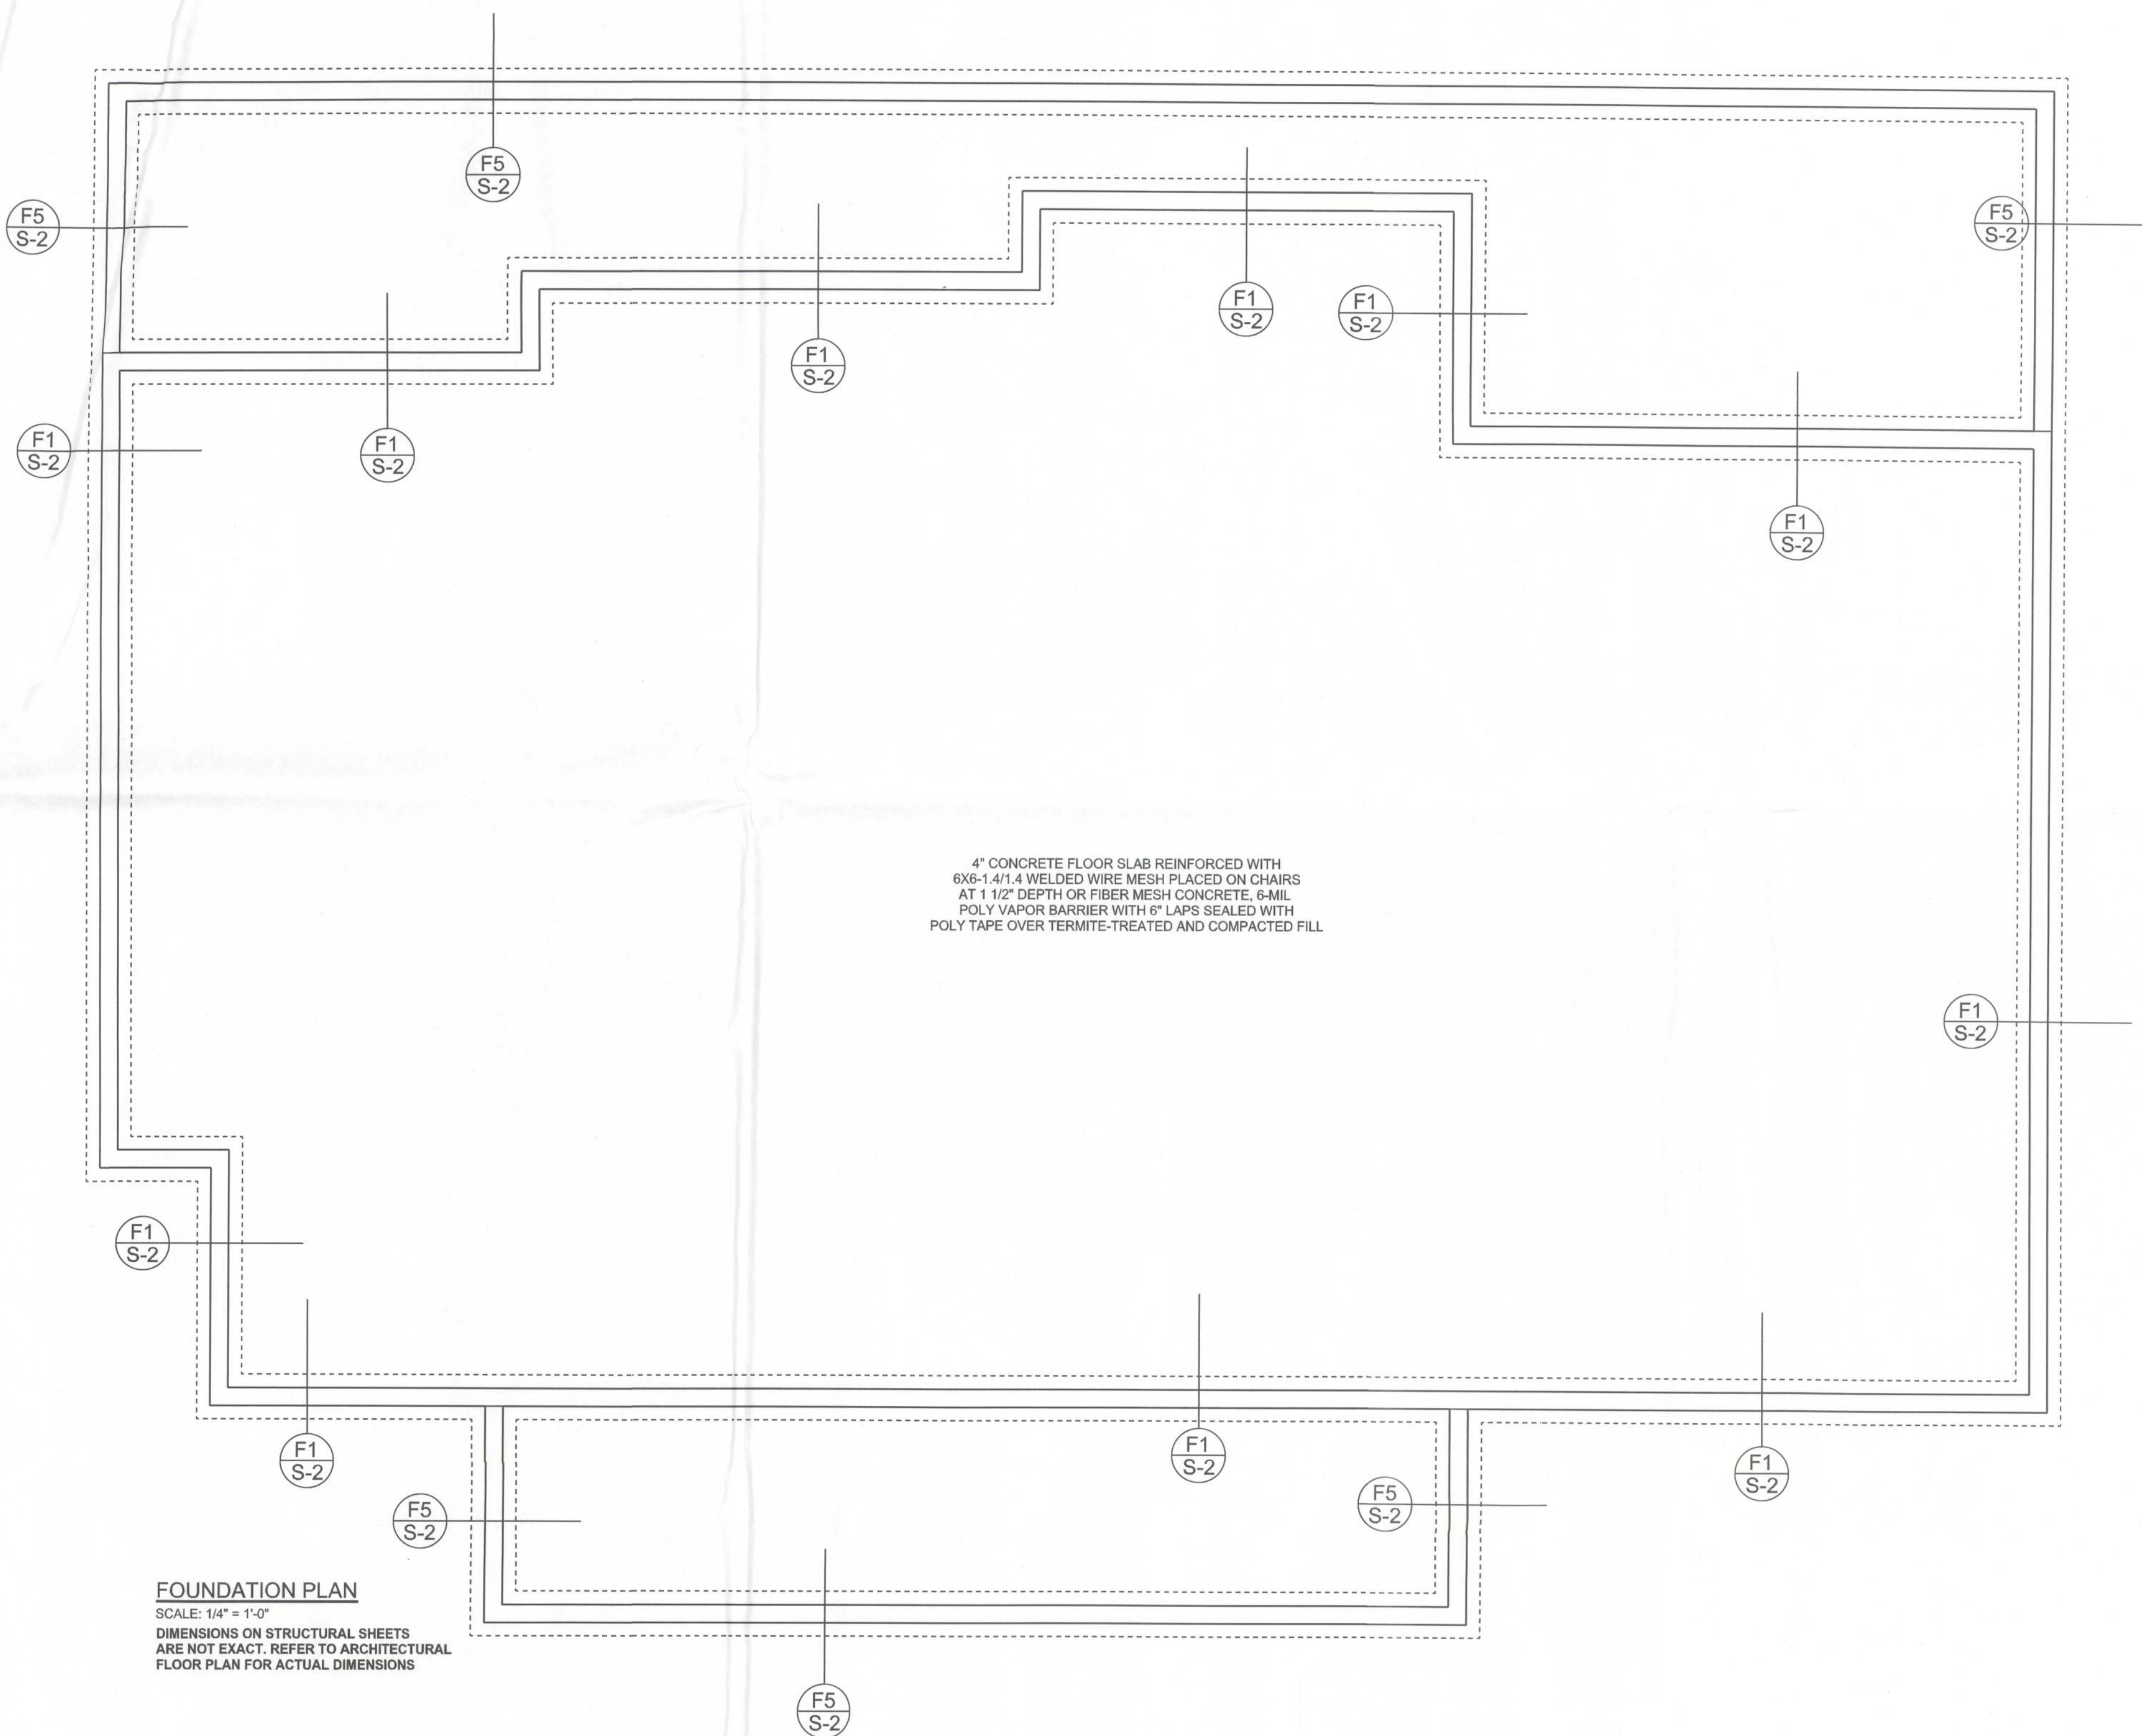 F5
S-2
F5
S-2
F5
S-2
F1
S-2
F1
S-2
F1
S-2
F1
S-2
F1
S-2
F1
S-2
4" CONCRETE FLOOR SLAB REINFORCED WITH
6X6-1.4/1.4 WELDED WIRE MESH PLACED ON CHAIRS
AT 1 1/2" DEPTH OR FIBER MESH CONCRETE, 6-MIL
POLY VAPOR BARRIER WITH 6" LAPS SEALED WITH
POLY TAPE OVER TERMITE-TREATED AND COMPACTED FILL
F1
S-2
F1
S-2
F1
S-2
F1
S-2
F1
S-2
F5
S-2
F5
S-2
FOUNDATION PLAN
SCALE: 1/4" = 1'-0"
DIMENSIONS ON STRUCTURAL SHEETS
ARE NOT EXACT. REFER TO ARCHITECTURAL
FLOOR PLAN FOR ACTUAL DIMENSIONS
F5
S-2